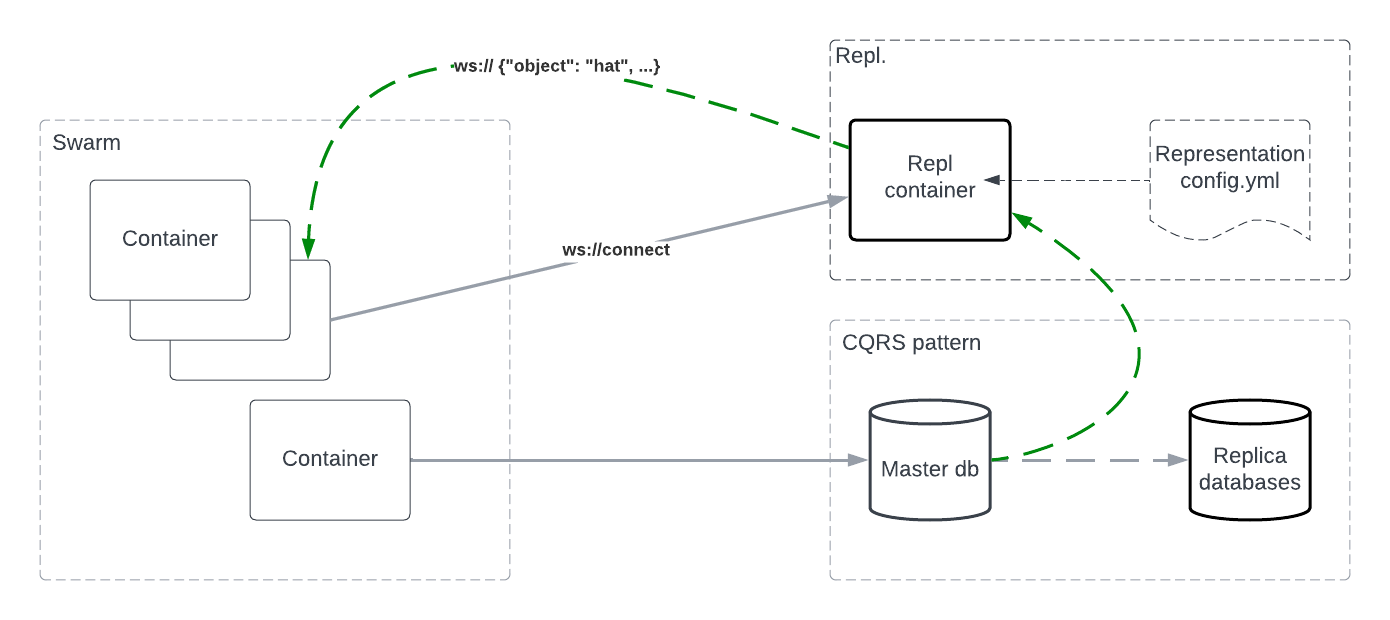 ws:// {"object": "hat", ...}
Repl.
Swarm
Repl
container
Representation
config.yml
Container
ws://connect
CQRS pattern
Container
Master db
Replica
databases